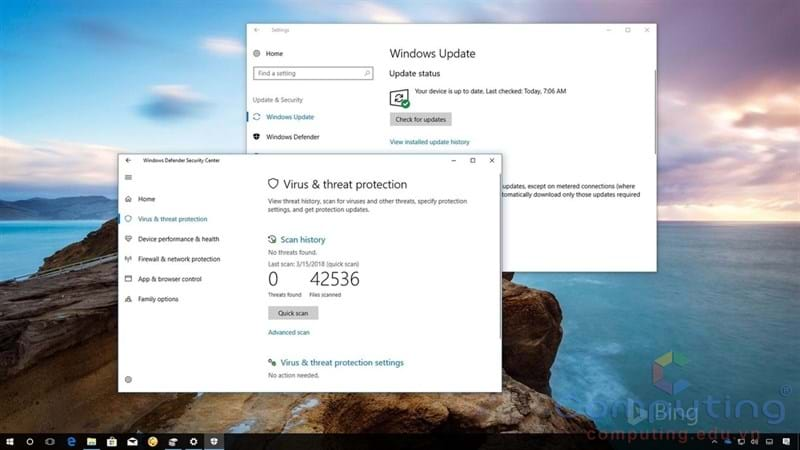 Settings
Home
Find a setting
Update & Security
Windows Update
Windows Defender
Windows Update
Update status
Your device is up to date. Last checked: Today, 7:06 AM
Check for updates
View installed update history
updates, except on metered connections (where
tomatically download only those updates required
Windows Defender Security Center
Home
Virus & threat protection
Device performance & health
Firewall & network protection
App & browser control
Family options
Virus & threat protection
View threat history, scan for viruses and other threats, specify protection
settings, and get protection updates.
Scan history
No threats found.
Last scan: 3/15/2018 (quick scan)
0 42536
Threats found Files scanned
Quick scan
Advanced scan
Virus & threat protection settings
No action needed.
Bing
computing®
computing.edu.vn